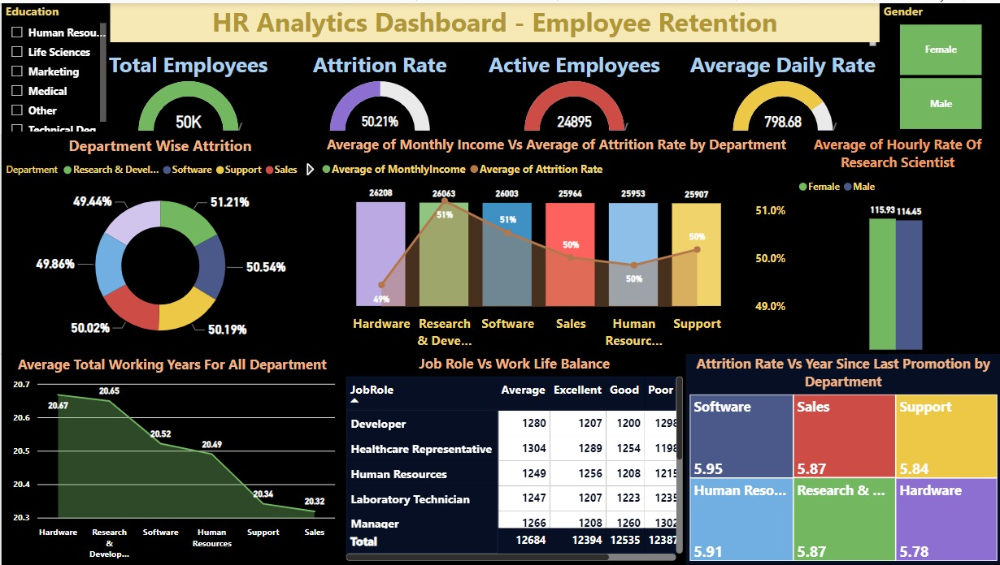 Education
HR Analytics Dashboard - Employee Retention
Gender
Human Resou...
Life Sciences
Marketing
Medical
Other
Technical Deg
Total Employees
50K
Attrition Rate
50.21%
Active Employees
24895
Average Daily Rate
798.68
Female
Male
Department Wise Attrition
Department Research & Devel... Software Support Sales
49.44%
51.21%
49.86%
50.54%
50.02%
50.19%
Average of Monthly Income Vs Average of Attrition Rate by Department
Average of MonthlyIncome Average of Attrition Rate
26208 26063 26003 25964 25953 25907
49% 51% 51% 50% 50% 50%
51.0%
50.0%
49.0%
Hardware Research Software Sales Human Support
& Deve... Resourc...
Average of Hourly Rate Of
Research Scientist
Female Male
115.93 114.45
Average Total Working Years For All Department
20.7
20.6
20.5
20.4
20.3
20.67 20.65 20.52 20.49 20.34 20.32
Hardware Research Software Human Support Sales
& Resources
Develop...
Job Role Vs Work Life Balance
JobRole Average Excellent Good Poor
Developer 1280 1207 1200 1298
Healthcare Representative 1304 1289 1254 1198
Human Resources 1249 1256 1208 1215
Laboratory Technician 1247 1207 1223 1235
Manager 1266 1208 1260 1302
Total 12684 12394 12535 12387
Attrition Rate Vs Year Since Last Promotion by
Department
Software Sales Support
5.95 5.87 5.84
Human Reso... Research & ... Hardware
5.91 5.87 5.78